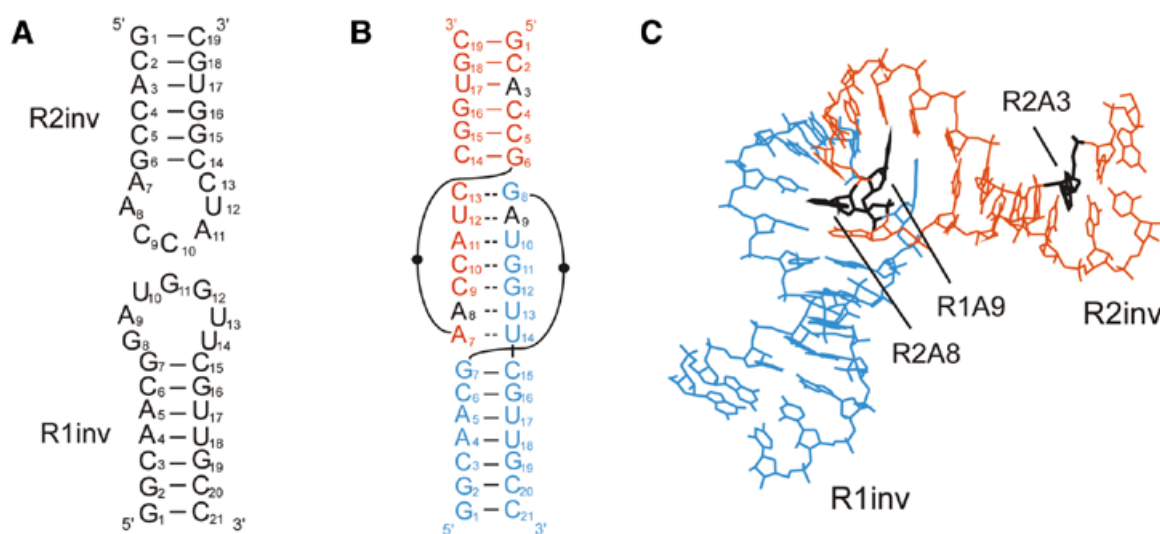 A
5' 3'
G1 – C19
C2 – G18
A3 – U17
C4 – G16
C5 – G15
G6 – C14
A7 C13
A8 U12
C9 C10 A11
R2inv
U10 G11 G12
A9 U13
G8 U14
G7 – C15
C6 – G16
A5 – U17
A4 – U18
C3 – G19
G2 – C20
G1 – C21
5' 3'
R1inv
B
3' 5'
C19 – G1
G18 – C2
U17 – A3
G16 – C4
G15 – C5
C14 – G6
C13 -- G8
U12 -- A9
A11 -- U10
C10 -- G11
C9 -- G12
A8 -- U13
A7 -- U14
G7 – C15
C6 – G16
A5 – U17
A4 – U18
C3 – G19
G2 – C20
G1 – C21
5' 3'
C
R2A3
R1A9
R2A8
R2inv
R1inv